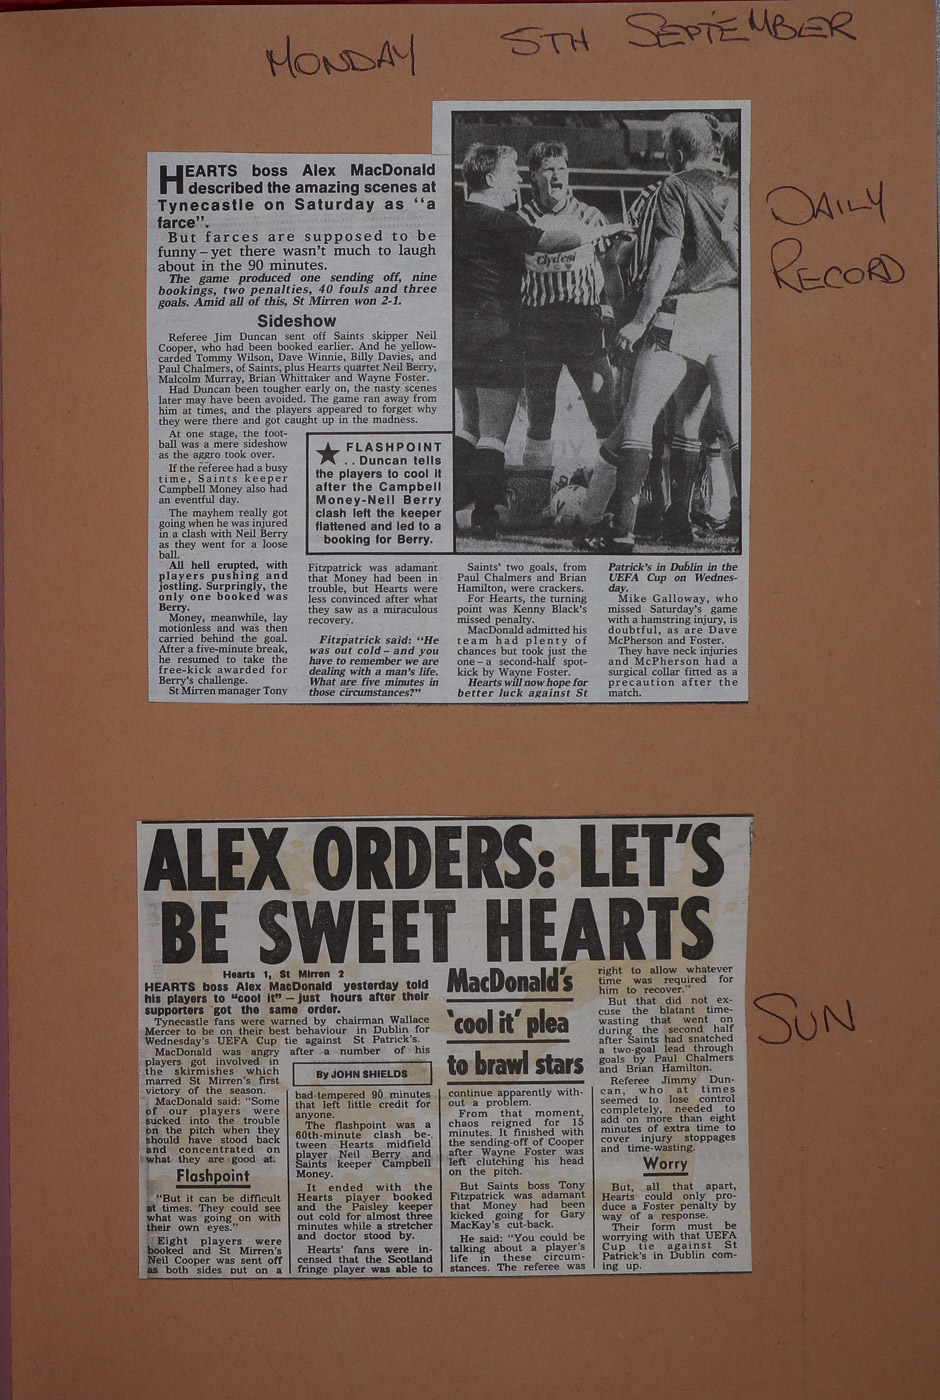 MONDAY 5TH SEPTEMBER
DAILY
RECORD
HEARTS boss Alex MacDonald
described the amazing scenes at
Tynecastle on Saturday as "a
farce".
But farces are supposed to be
funny – yet there wasn't much to laugh
about in the 90 minutes.
The game produced one sending off, nine
bookings, two penalties, 40 fouls and three
goals. Amid all of this, St Mirren won 2-1.
Sideshow
Referee Jim Duncan sent off Saints skipper Neil
Cooper, who had been booked earlier. And he yellow-
carded Tommy Wilson, Dave Winnie, Billy Davies, and
Paul Chalmers, of Saints, plus Hearts quartet Neil Berry,
Malcolm Murray, Brian Whittaker and Wayne Foster.
Had Duncan been tougher early on, the nasty scenes
later may have been avoided. The game ran away from
him at times, and the players appeared to forget why
they were there and got caught up in the madness.
At one stage, the foot-
ball was a mere sideshow
as the aggro took over.
If the referee had a busy
time, Saints keeper
Campbell Money also had
an eventful day.
The mayhem really got
going when he was injured
in a clash with Neil Berry
as they went for a loose
ball.
All hell erupted, with
players pushing and
jostling. Surprisingly, the
only one booked was
Berry.
Money, meanwhile, lay
motionless and was then
carried behind the goal.
After a five-minute break,
he resumed to take the
free-kick awarded for
Berry's challenge.
St Mirren manager Tony
★ FLASHPOINT
. . Duncan tells
the players to cool it
after the Campbell
Money-Neil Berry
clash left the keeper
flattened and led to a
booking for Berry.
Clydesi
Fitzpatrick was adamant
that Money had been in
trouble, but Hearts were
less convinced after what
they saw as a miraculous
recovery.
Fitzpatrick said: "He
was out cold – and you
have to remember we are
dealing with a man's life.
What are five minutes in
those circumstances?"
Saints' two goals, from
Paul Chalmers and Brian
Hamilton, were crackers.
For Hearts, the turning
point was Kenny Black's
missed penalty.
MacDonald admitted his
team had plenty of
chances but took just the
one – a second-half spot-
kick by Wayne Foster.
Hearts will now hope for
better luck against St
Patrick's in Dublin in the
UEFA Cup on Wednes-
day.
Mike Galloway, who
missed Saturday's game
with a hamstring injury, is
doubtful, as are Dave
McPherson and Foster.
They have neck injuries
and McPherson had a
surgical collar fitted as a
precaution after the
match.
SUN
ALEX ORDERS: LET'S
BE SWEET HEARTS
Hearts 1, St Mirren 2
HEARTS boss Alex MacDonald yesterday told
his players to "cool it" — just hours after their
supporters got the same order.
Tynecastle fans were warned by chairman Wallace
Mercer to be on their best behaviour in Dublin for
Wednesday's UEFA Cup tie against St Patrick's.
MacDonald was angry after a number of his
players got involved in
the skirmishes which
marred St Mirren's first
victory of the season.
MacDonald said: "Some
of our players were
sucked into the trouble
on the pitch when they
should have stood back
and concentrated on
what they are good at.
Flashpoint
"But it can be difficult
at times. They could see
what was going on with
their own eyes."
Eight players were
booked and St Mirren's
Neil Cooper was sent off
as both sides put on a
By JOHN SHIELDS
bad-tempered 90 minutes
that left little credit for
anyone.
The flashpoint was a
60th-minute clash be-
tween Hearts midfield
player Neil Berry and
Saints keeper Campbell
Money.
It ended with the
Hearts player booked
and the Paisley keeper
out cold for almost three
minutes while a stretcher
and doctor stood by.
Hearts' fans were in-
censed that the Scotland
fringe player was able to
MacDonald's
'cool it' plea
to brawl stars
continue apparently with-
out a problem.
From that moment,
chaos reigned for 15
minutes. It finished with
the sending-off of Cooper
after Wayne Foster was
left clutching his head
on the pitch.
But Saints boss Tony
Fitzpatrick was adamant
that Money had been
kicked going for Gary
MacKay's cut-back.
He said: "You could be
talking about a player's
life in these circum-
stances. The referee was
right to allow whatever
time was required for
him to recover."
But that did not ex-
cuse the blatant time-
wasting that went on
during the second half
after Saints had snatched
a two-goal lead through
goals by Paul Chalmers
and Brian Hamilton.
Referee Jimmy Dun-
can, who at times
seemed to lose control
completely, needed to
add on more than eight
minutes of extra time to
cover injury stoppages
and time-wasting.
Worry
But, all that apart,
Hearts could only pro-
duce a Foster penalty by
way of a response.
Their form must be
worrying with that UEFA
Cup tie against St
Patrick's in Dublin com-
ing up.